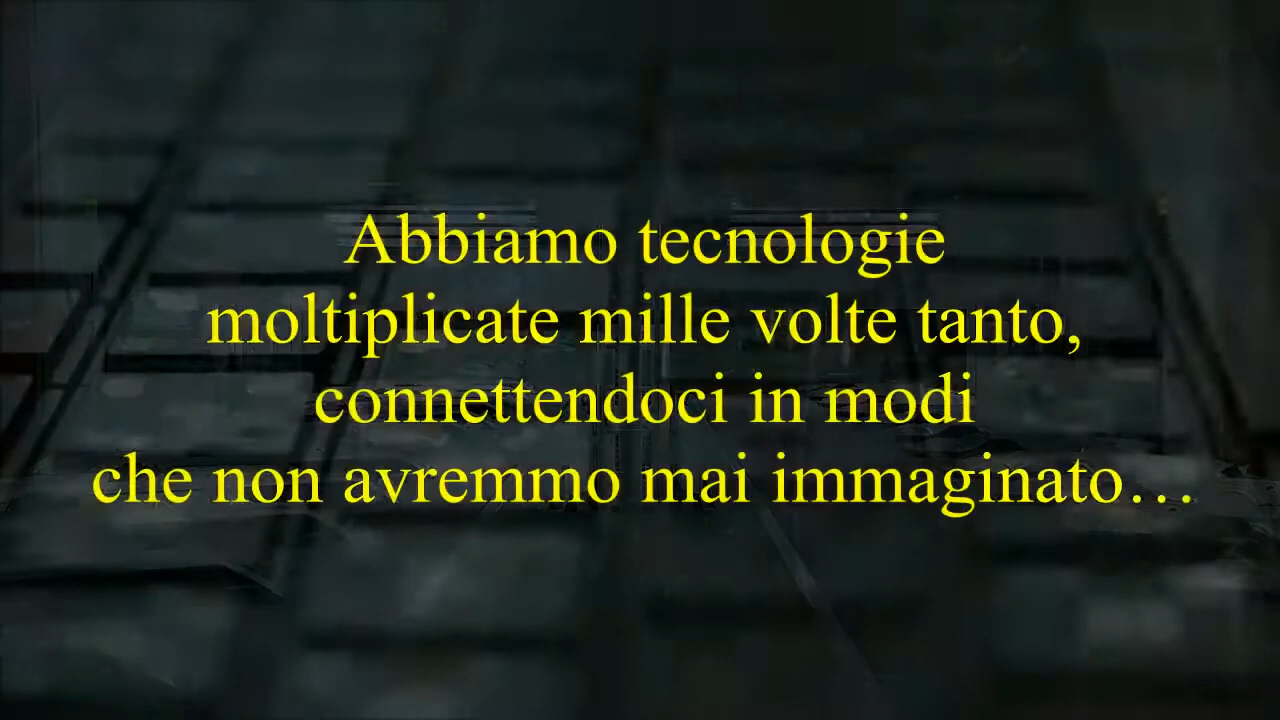 Abbiamo tecnologie
moltiplicate mille volte tanto,
connettendoci in modi
che non avremmo mai immaginato…